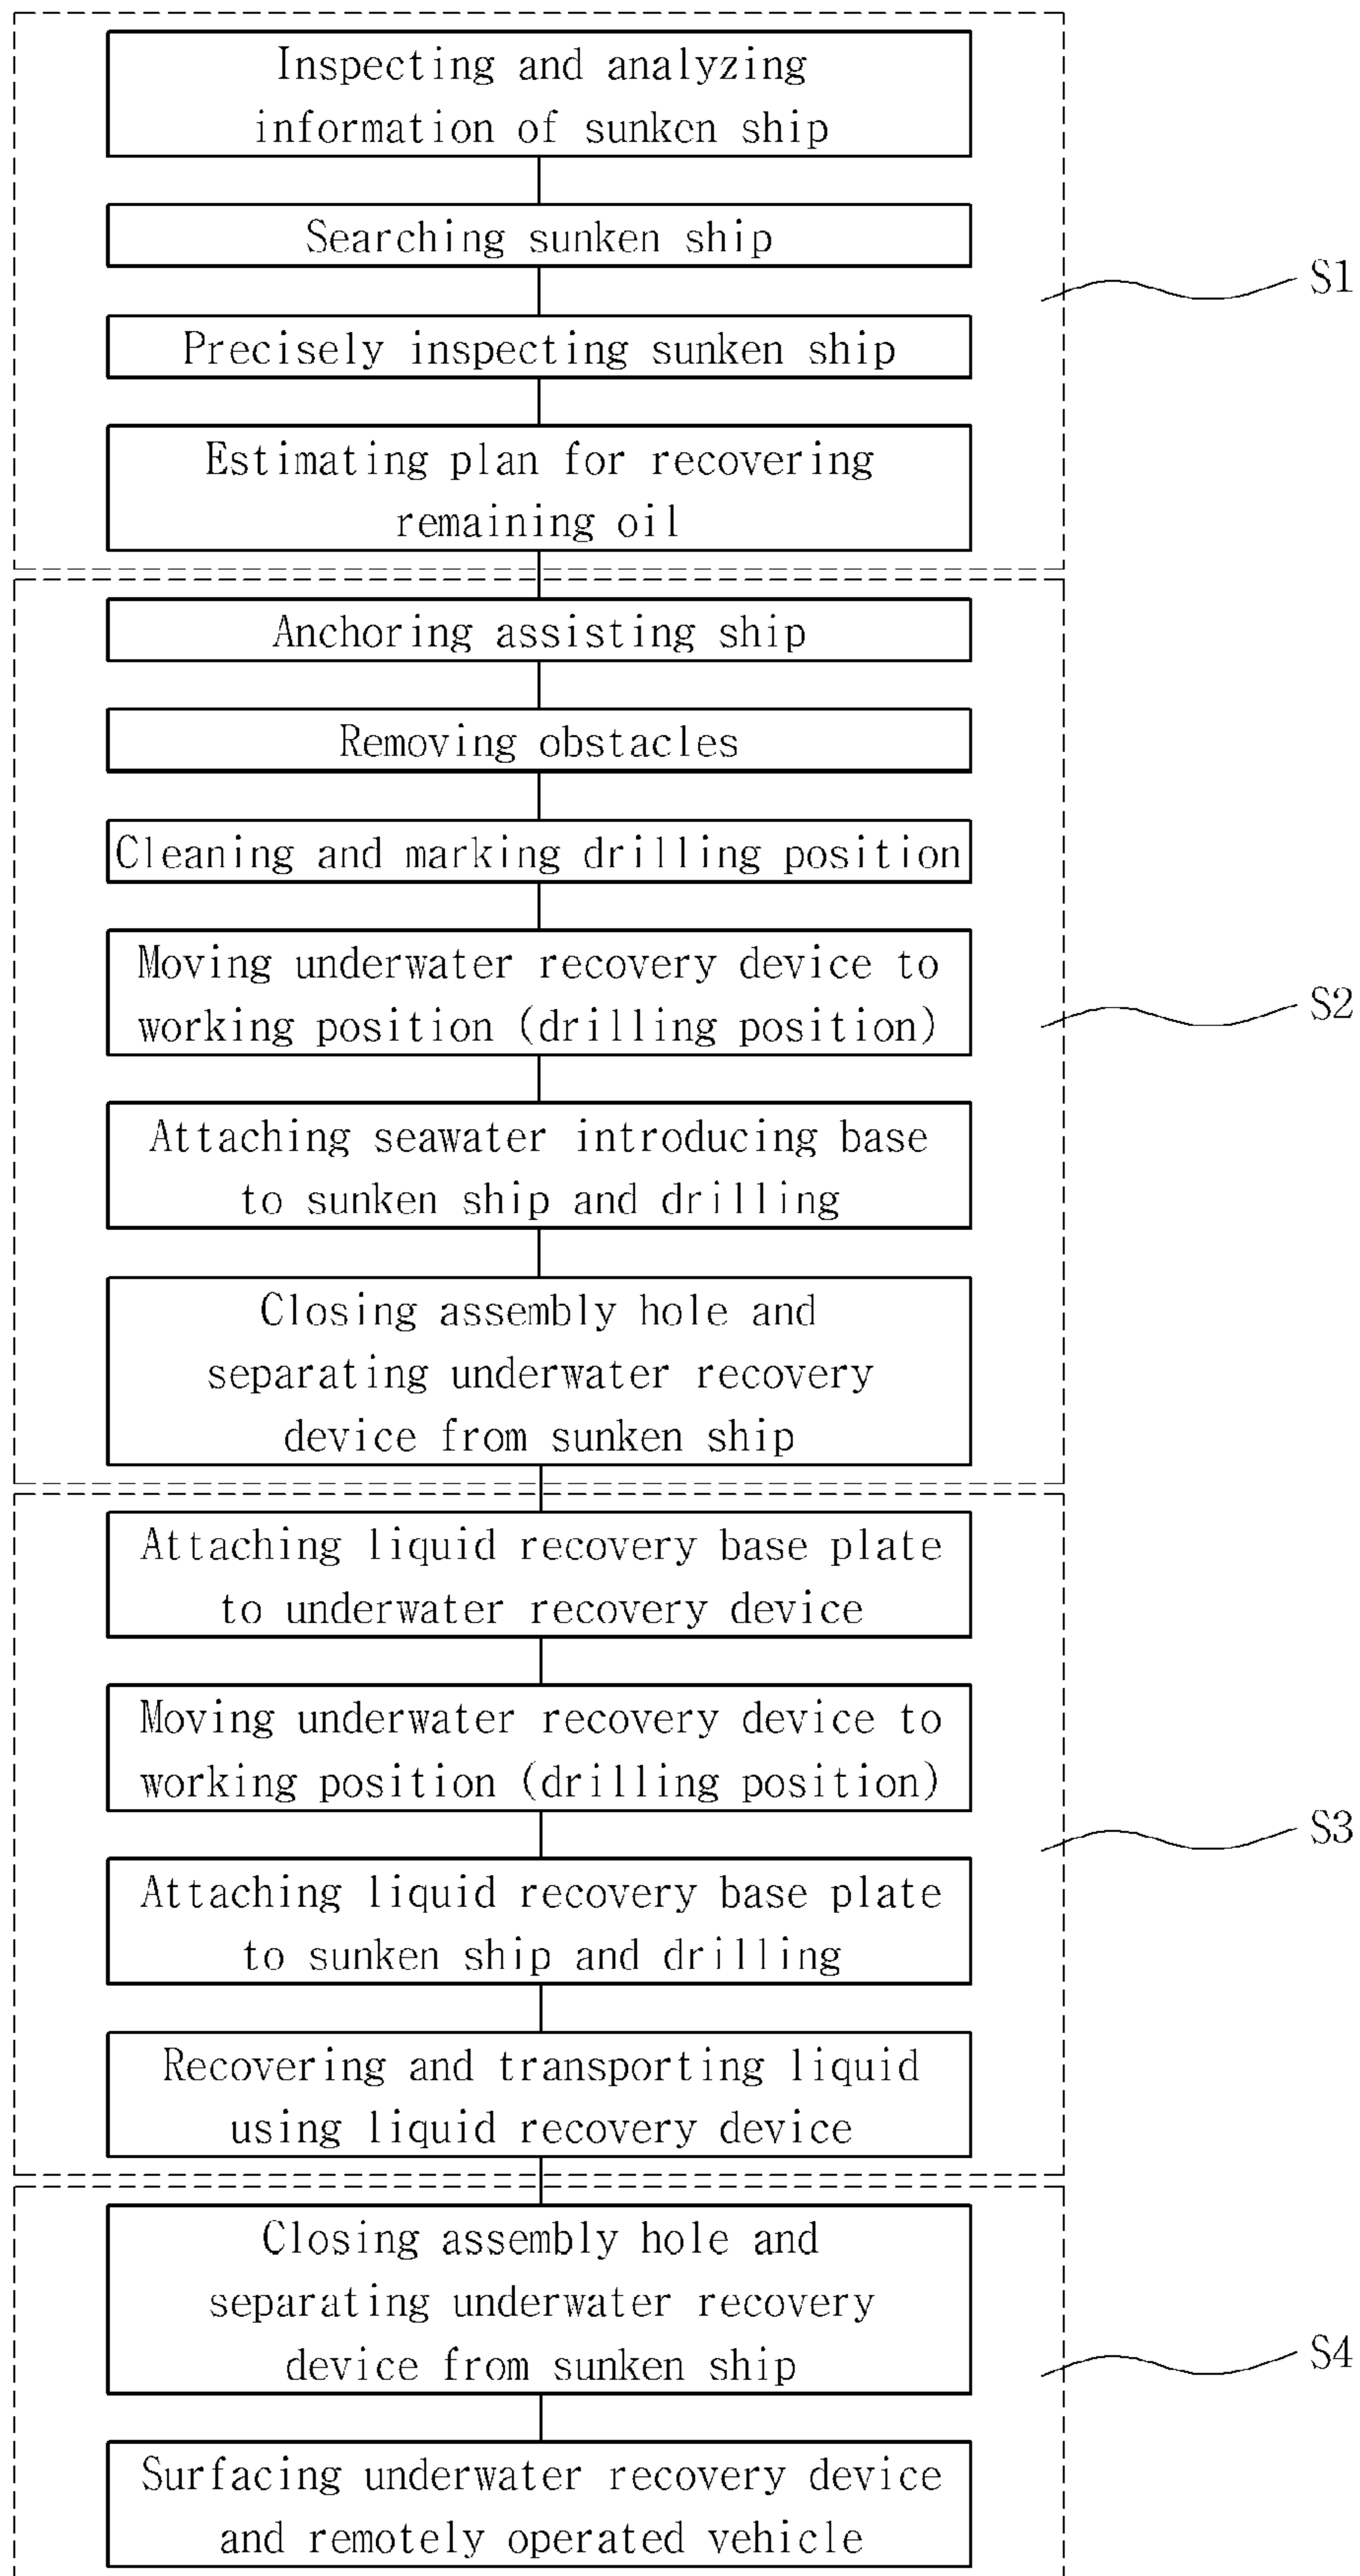 Inspecting and analyzing
information of sunken ship
Searching sunken ship
S1
Precisely inspecting sunken ship
Estimating plan for recovering
remaining oil
Anchoring assisting ship
Removing obstacles
Cleaning and marking drilling position
Moving underwater recovery device to
working position (drilling position)
S2
Attaching seawater introducing base
to sunken ship and drilling
Closing assembly hole and
separating underwater recovery
device from sunken ship
Attaching liquid recovery base plate
to underwater recovery device
Moving underwater recovery device to
working position (drilling position)
S3
Attaching liquid recovery base plate
to sunken ship and drilling
Recovering and transporting liquid
using liquid recovery device
Closing assembly hole and
separating underwater recovery
device from sunken ship
S4
Surfacing underwater recovery device
and remotely operated vehicle